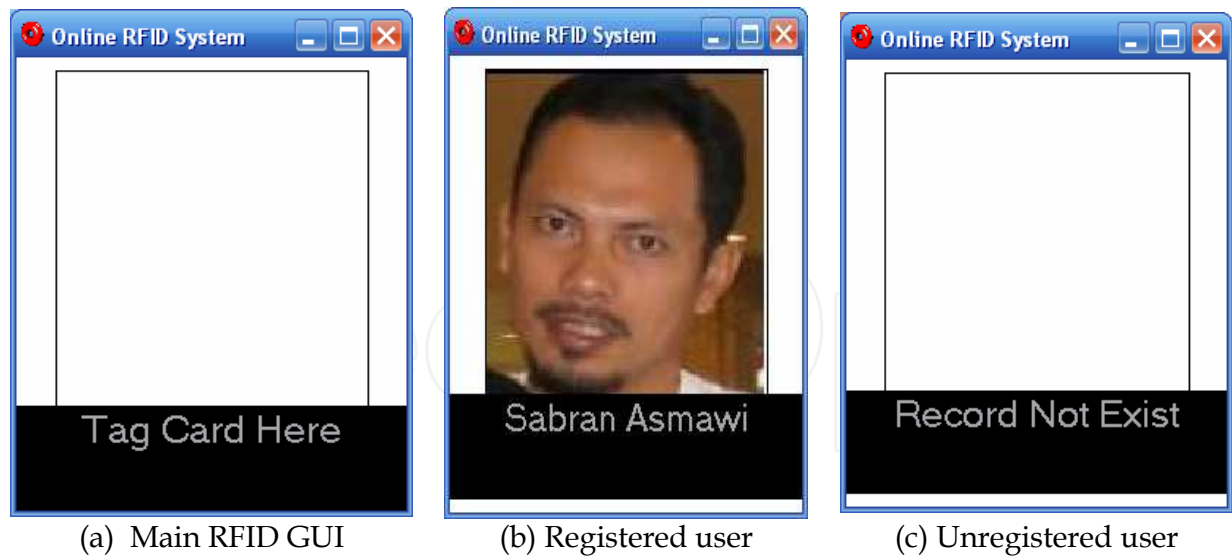 Online RFID System
Tag Card Here
(a) Main RFID GUI
Online RFID System
Sabran Asmawi
(b) Registered user
Online RFID System
Record Not Exist
(c) Unregistered user